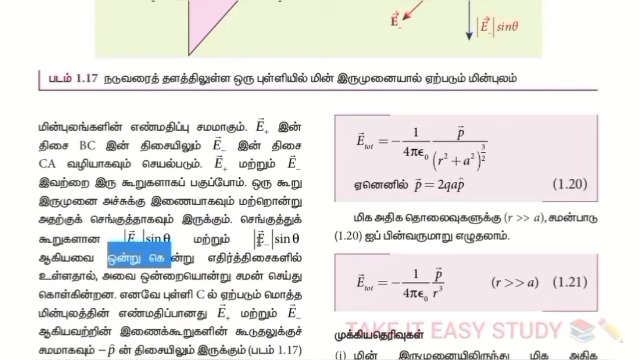 E⃗₋
|E⃗₋| sinθ
படம் 1.17 நடுவரைத் தளத்திலுள்ள ஒரு புள்ளியில் மின் இருமுனையால் ஏற்படும் மின்புலம்
மின்புலங்களின் எண்மதிப்பு சமமாகும். E⃗₊ இன்
திசை BC இன் திசையிலும் E⃗₋ இன் திசை
CA வழியாகவும் செயல்படும். E⃗₊ மற்றும் E⃗₋
இவற்றை இரு கூறுகளாகப் பகுப்போம். ஒரு கூறு
இருமுனை அச்சுக்கு இணையாகவும் மற்றொன்று
அதற்குச் செங்குத்தாகவும் இருக்கும். செங்குத்துக்
கூறுகளான |E⃗₊| sinθ மற்றும் |E⃗₋| sinθ
ஆகியவை ஒன்றுக்கொன்று எதிர்த்திசைகளில்
உள்ளதால், அவை ஒன்றையொன்று சமன் செய்து
கொள்கின்றன. எனவே புள்ளி C ல் ஏற்படும் மொத்த
மின்புலத்தின் எண்மதிப்பானது E⃗₊ மற்றும் E⃗₋
ஆகியவற்றின் இணைக்கூறுகளின் கூடுதலுக்குச்
சமமாகவும் −p̂ ன் திசையிலும் இருக்கும் (படம் 1.17)
E⃗tot = − 1/4πϵ₀ p⃗/(r² + a²)^(3/2)
ஏனெனில் p⃗ = 2qap̂ (1.20)
மிக அதிக தொலைவுகளுக்கு (r >> a), சமன்பாடு
(1.20) ஐப் பின்வருமாறு எழுதலாம்.
E⃗tot = − 1/4πϵ₀ p⃗/r³ (r >> a) (1.21)
முக்கியதெரிவுகள்
(i) மின் இருமுனையிலிருந்து மிக அதிக
TAKE IT EASY STUDY